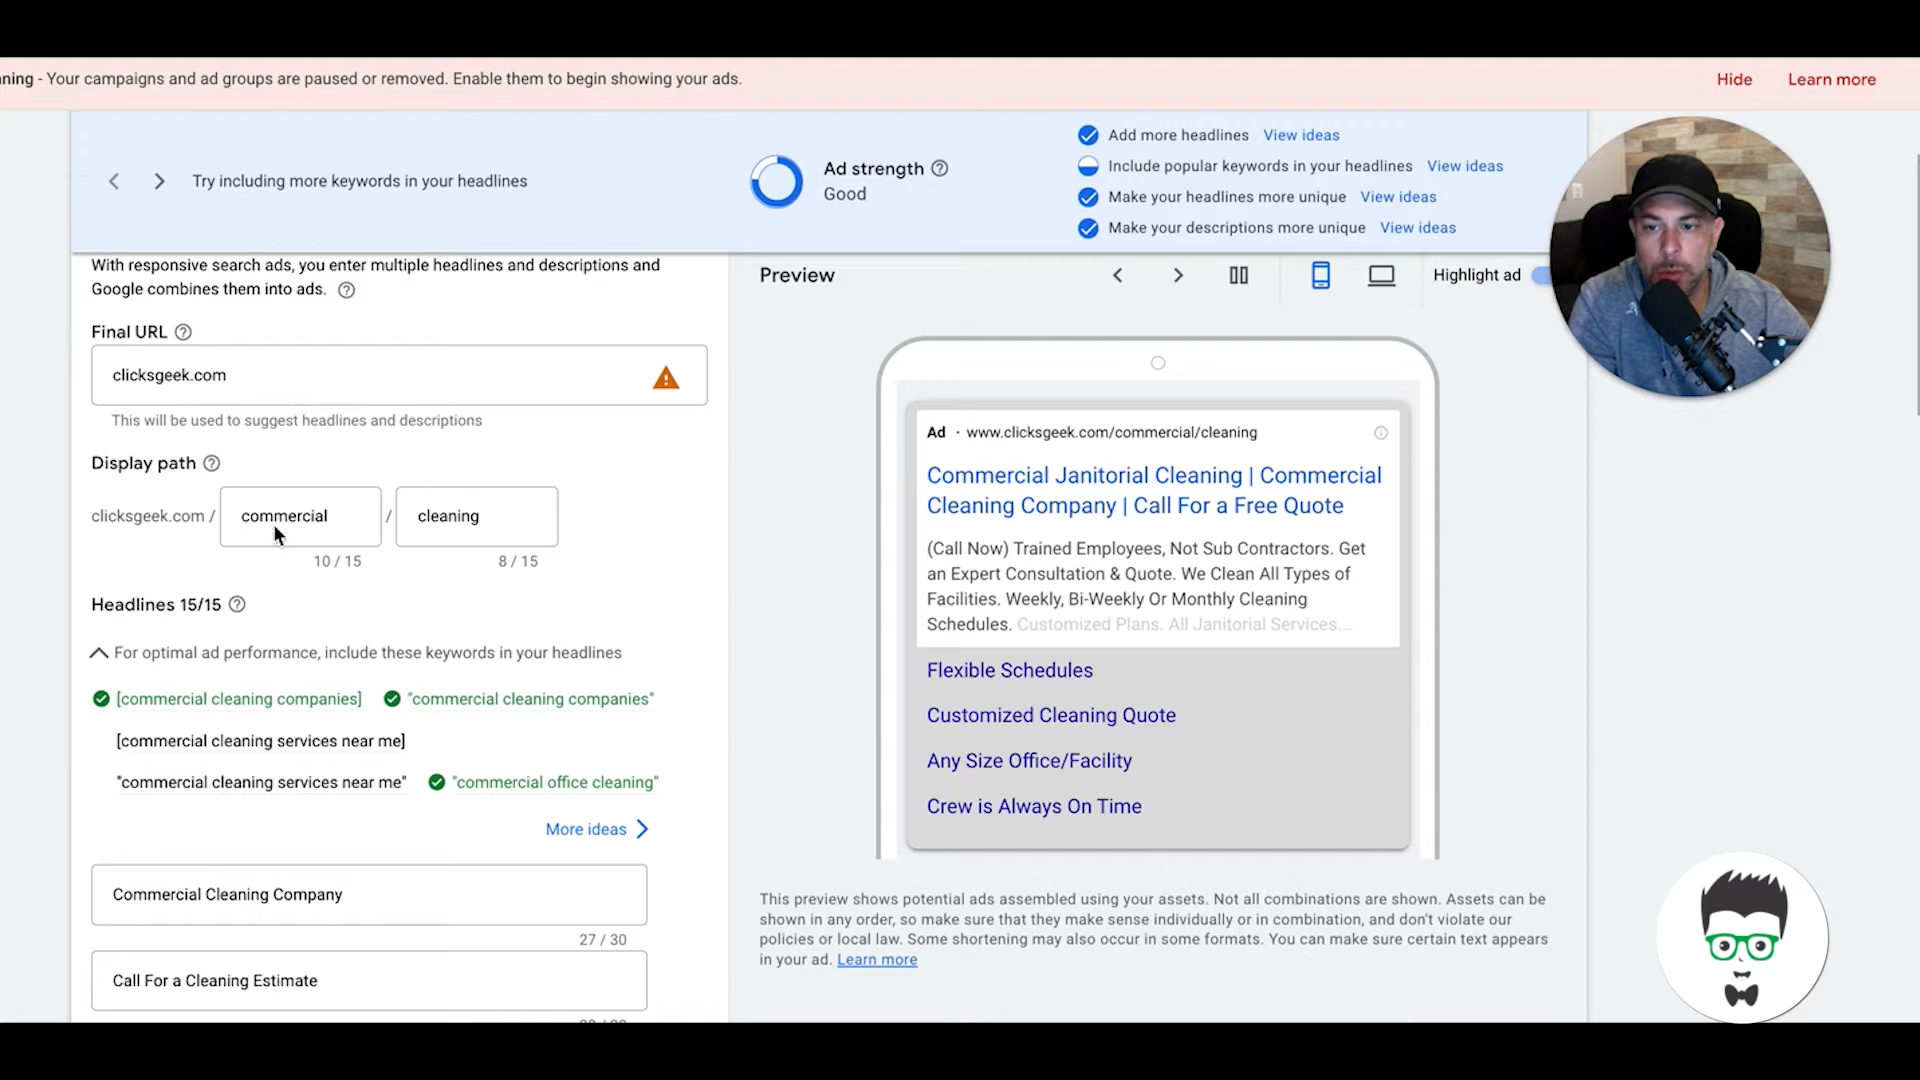 ning - Your campaigns and ad groups are paused or removed. Enable them to begin showing your ads.
Hide
Learn more
Try including more keywords in your headlines
Ad strength
Good
Add more headlines View ideas
Include popular keywords in your headlines View ideas
Make your headlines more unique View ideas
Make your descriptions more unique View ideas
With responsive search ads, you enter multiple headlines and descriptions and
Google combines them into ads.
Final URL
clicksgeek.com
This will be used to suggest headlines and descriptions
Display path
clicksgeek.com / commercial / cleaning
10 / 15
8 / 15
Headlines 15/15
For optimal ad performance, include these keywords in your headlines
[commercial cleaning companies] "commercial cleaning companies"
[commercial cleaning services near me]
"commercial cleaning services near me" "commercial office cleaning"
More ideas
Commercial Cleaning Company
27 / 30
Call For a Cleaning Estimate
Preview
Highlight ad
Ad · www.clicksgeek.com/commercial/cleaning
Commercial Janitorial Cleaning | Commercial
Cleaning Company | Call For a Free Quote
(Call Now) Trained Employees, Not Sub Contractors. Get
an Expert Consultation & Quote. We Clean All Types of
Facilities. Weekly, Bi-Weekly Or Monthly Cleaning
Schedules. Customized Plans. All Janitorial Services....
Flexible Schedules
Customized Cleaning Quote
Any Size Office/Facility
Crew is Always On Time
This preview shows potential ads assembled using your assets. Not all combinations are shown. Assets can be
shown in any order, so make sure that they make sense individually or in combination, and don't violate our
policies or local law. Some shortening may also occur in some formats. You can make sure certain text appears
in your ad. Learn more